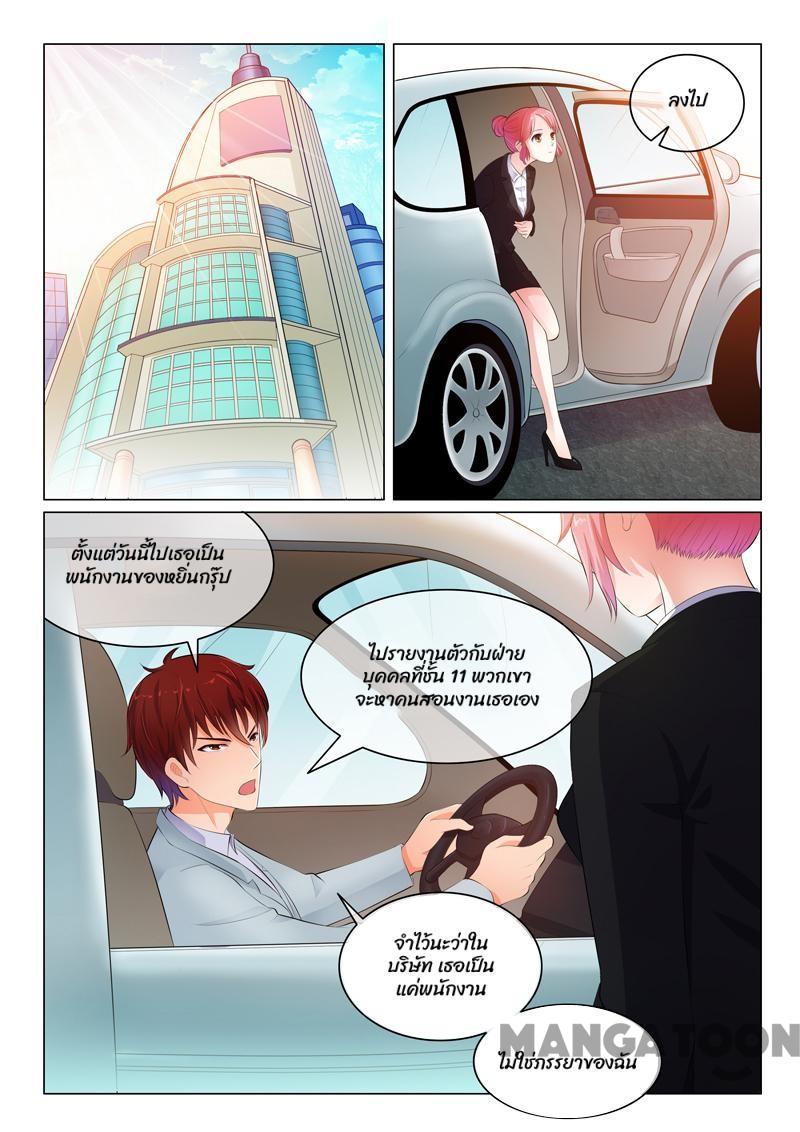 ลงไป
ตั้งแต่วันนี้ไปเธอเป็น
พนักงานของหยิ่นกรุ๊ป
ไปรายงานตัวกับฝ่าย
บุคคลที่ชั้น 11 พวกเขา
จะหาคนสอนงานเธอเอง
จำไว้นะว่าใน
บริษัท เธอเป็น
แค่พนักงาน
MANGATOON
ไม่ใช่ภรรยาของฉัน